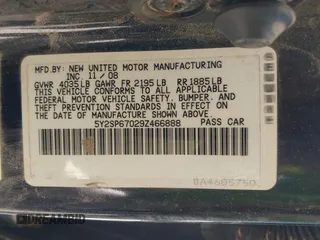 MFD. BY: NEW UNITED MOTOR MANUFACTURING
INC. 11/08
GVWR 4035LB GAWR FR 2195LB RR 1885LB
THIS VEHICLE CONFORMS TO ALL APPLICABLE
FEDERAL MOTOR VEHICLE SAFETY, BUMPER, AND
THEFT PREVENTION STANDARDS IN EFFECT ON
THE DATE OF MANUFACTURE SHOWN ABOVE.
5Y2SP67029Z466888 PASS CAR